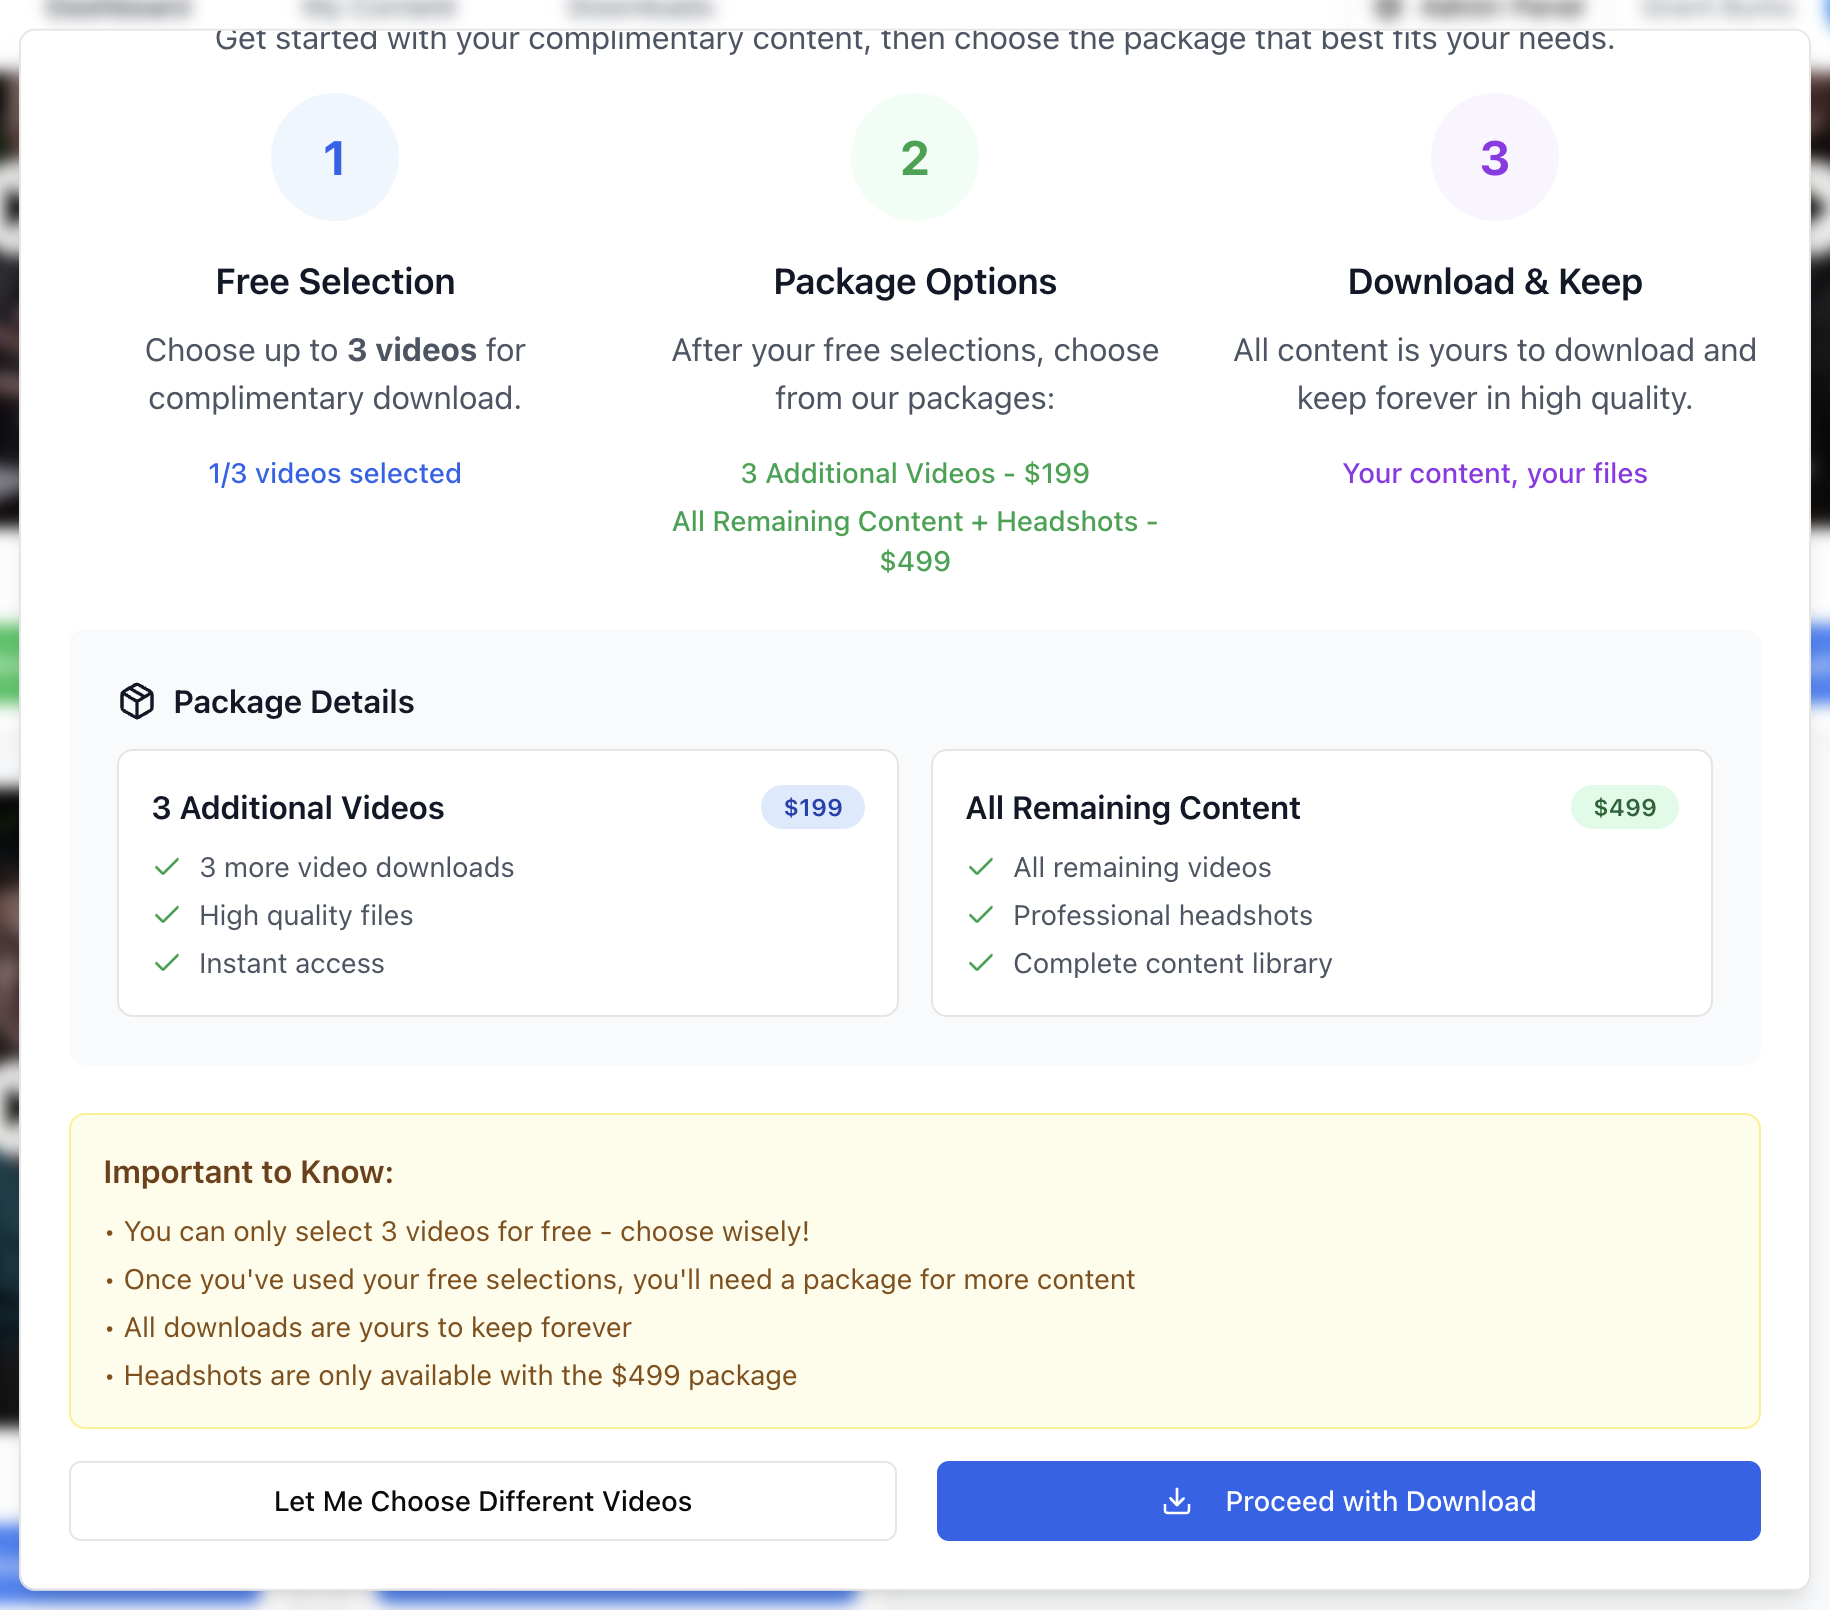 Get started with your complimentary content, then choose the package that best fits your needs.
1
2
3
Free Selection
Choose up to 3 videos for
complimentary download.
1/3 videos selected
Package Options
After your free selections, choose
from our packages:
3 Additional Videos - $199
All Remaining Content + Headshots -
$499
Download & Keep
All content is yours to download and
keep forever in high quality.
Your content, your files
Package Details
3 Additional Videos
$199
3 more video downloads
High quality files
Instant access
All Remaining Content
$499
All remaining videos
Professional headshots
Complete content library
Important to Know:
• You can only select 3 videos for free - choose wisely!
• Once you've used your free selections, you'll need a package for more content
• All downloads are yours to keep forever
• Headshots are only available with the $499 package
Let Me Choose Different Videos
Proceed with Download